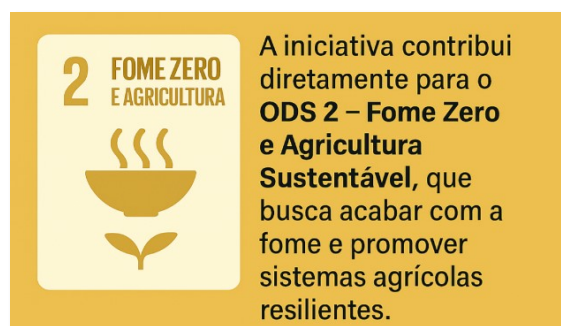 2 FOME ZERO
E AGRICULTURA
A iniciativa contribui
diretamente para o
ODS 2 – Fome Zero
e Agricultura
Sustentável, que
busca acabar com a
fome e promover
sistemas agrícolas
resilientes.